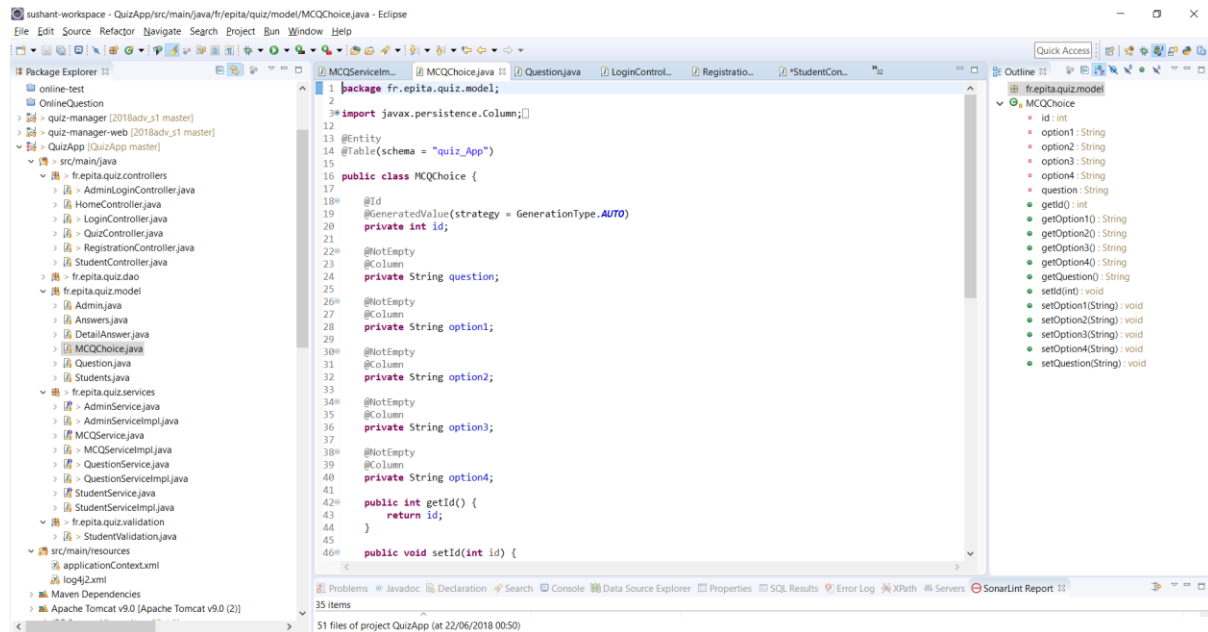 sushant-workspace - QuizApp/src/main/java/fr/epita/quiz/model/MCQChoice.java - Eclipse
File Edit Source Refactor Navigate Search Project Run Window Help
Quick Access
Package Explorer
online-test
OnlineQuestion
> quiz-manager [2018adv_s1 master]
> quiz-manager-web [2018adv_s1 master]
> QuizApp [QuizApp master]
> src/main/java
> fr.epita.quiz.controllers
> AdminLoginController.java
HomeController.java
> LoginController.java
> QuizController.java
> RegistrationController.java
StudentController.java
> fr.epita.quiz.dao
fr.epita.quiz.model
Admin.java
Answers.java
DetailAnswer.java
MCQChoice.java
Question.java
Students.java
> fr.epita.quiz.services
> AdminService.java
> AdminServiceImpl.java
MCQService.java
> MCQServiceImpl.java
> QuestionService.java
> QuestionServiceImpl.java
StudentService.java
StudentServiceImpl.java
> fr.epita.quiz.validation
> StudentValidation.java
src/main/resources
applicationContext.xml
log4j2.xml
Maven Dependencies
Apache Tomcat v9.0 [Apache Tomcat v9.0 (2)]
MCQServiceIm... MCQChoice.java Question.java LoginControl... Registratio... *StudentCon... »32
1 package fr.epita.quiz.model;
2
3 import javax.persistence.Column;
12
13 @Entity
14 @Table(schema = "quiz_App")
15
16 public class MCQChoice {
17
18 @Id
19 @GeneratedValue(strategy = GenerationType.AUTO)
20 private int id;
21
22 @NotEmpty
23 @Column
24 private String question;
25
26 @NotEmpty
27 @Column
28 private String option1;
29
30 @NotEmpty
31 @Column
32 private String option2;
33
34 @NotEmpty
35 @Column
36 private String option3;
37
38 @NotEmpty
39 @Column
40 private String option4;
41
42 public int getId() {
43 return id;
44 }
45
46 public void setId(int id) {
Outline
fr.epita.quiz.model
MCQChoice
id : int
option1 : String
option2 : String
option3 : String
option4 : String
question : String
getId() : int
getOption1() : String
getOption2() : String
getOption3() : String
getOption4() : String
getQuestion() : String
setId(int) : void
setOption1(String) : void
setOption2(String) : void
setOption3(String) : void
setOption4(String) : void
setQuestion(String) : void
Problems Javadoc Declaration Search Console Data Source Explorer Properties SQL Results Error Log XPath Servers SonarLint Report
35 items
51 files of project QuizApp (at 22/06/2018 00:50)